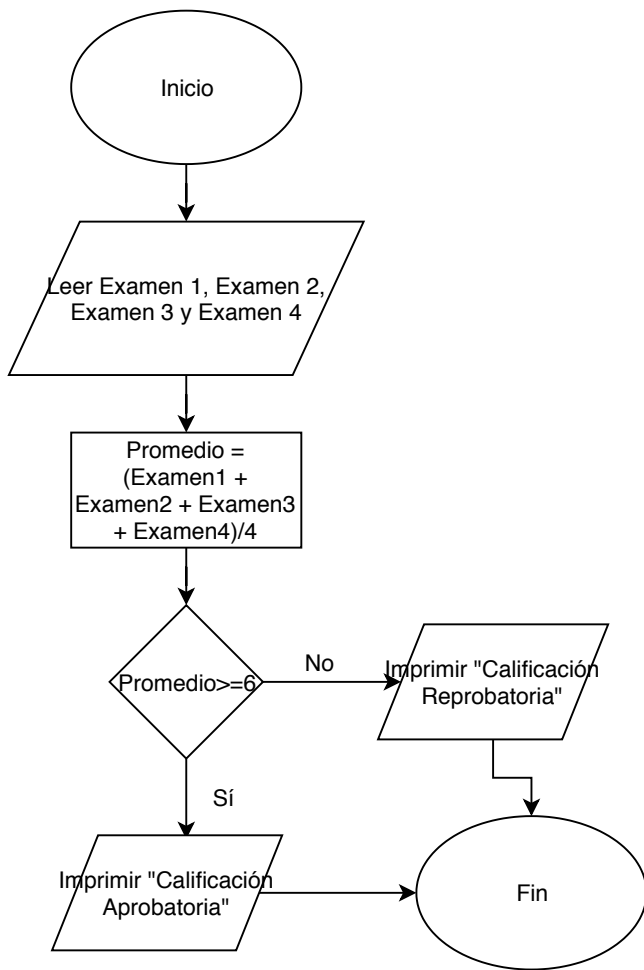 Inicio
Leer Examen 1, Examen 2,
Examen 3 y Examen 4
Promedio =
(Examen1 +
Examen2 + Examen3
+ Examen4)/4
Promedio>=6
No
Imprimir "Calificación
Reprobatoria"
Sí
Imprimir "Calificación
Aprobatoria"
Fin